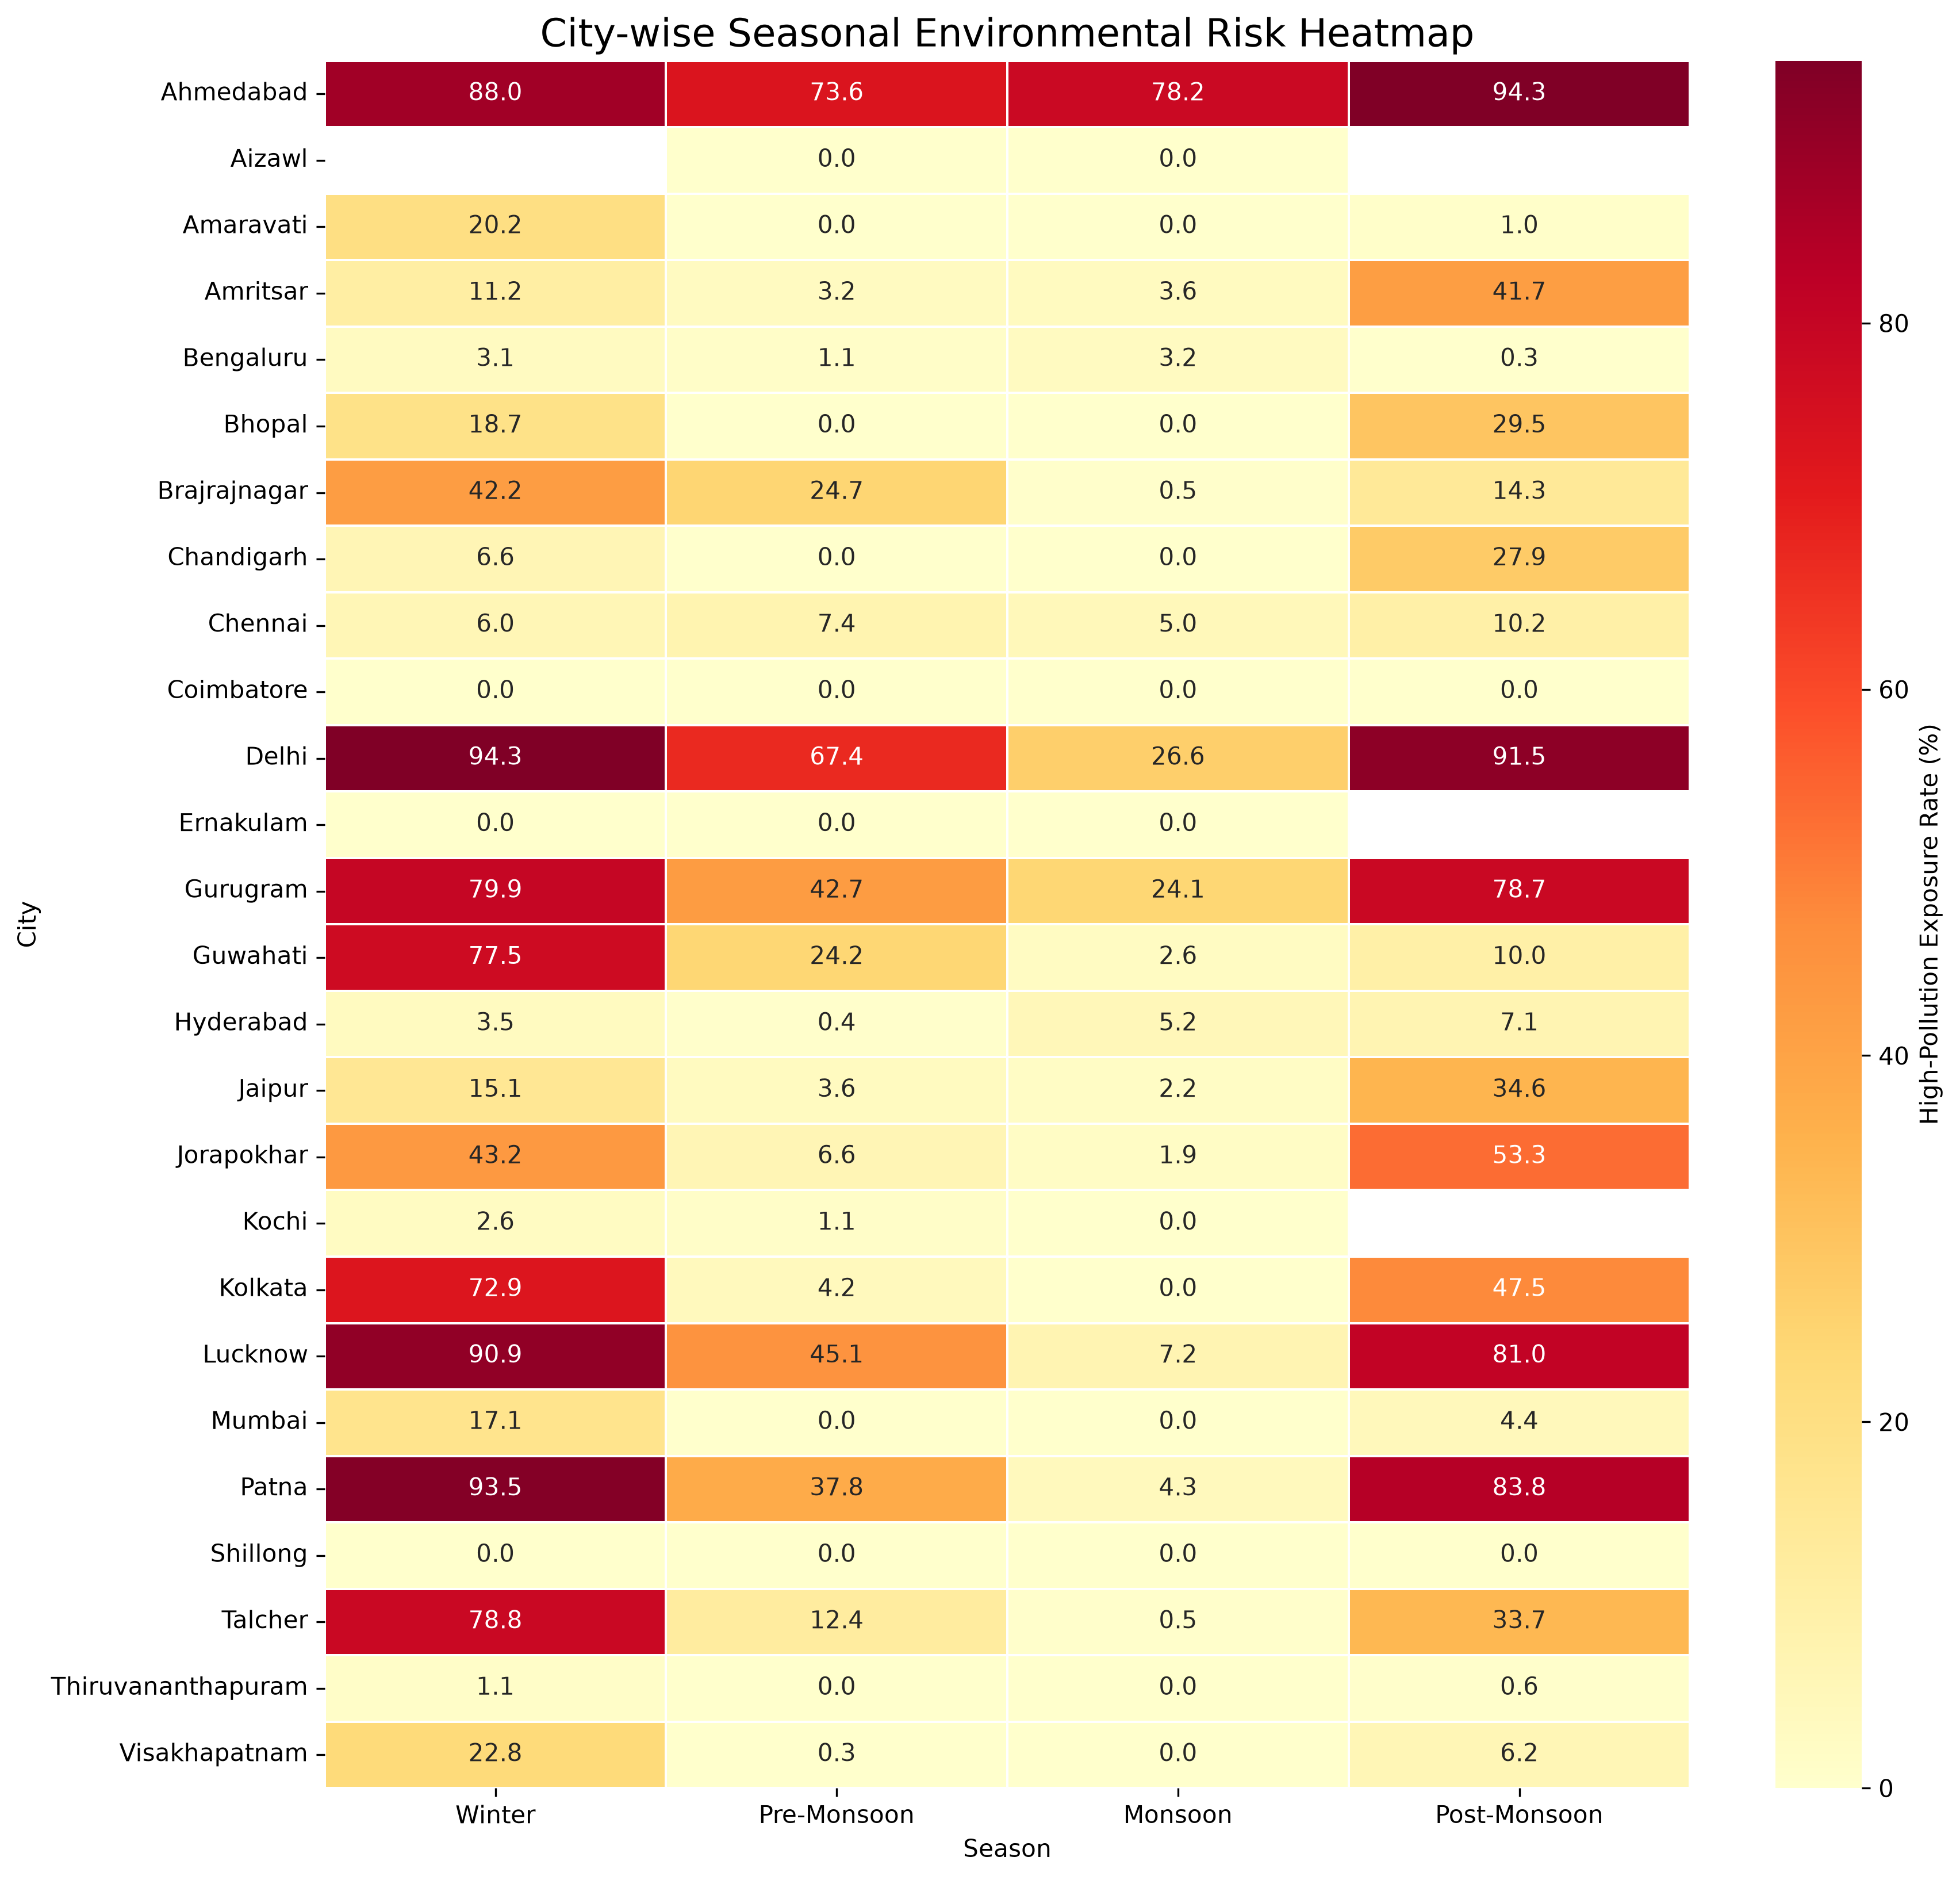 City-wise Seasonal Environmental Risk Heatmap
Ahmedabad 88.0 73.6 78.2 94.3
Aizawl 0.0 0.0
Amaravati 20.2 0.0 0.0 1.0
Amritsar 11.2 3.2 3.6 41.7
Bengaluru 3.1 1.1 3.2 0.3
Bhopal 18.7 0.0 0.0 29.5
Brajrajnagar 42.2 24.7 0.5 14.3
Chandigarh 6.6 0.0 0.0 27.9
Chennai 6.0 7.4 5.0 10.2
Coimbatore 0.0 0.0 0.0 0.0
Delhi 94.3 67.4 26.6 91.5
Ernakulam 0.0 0.0 0.0
Gurugram 79.9 42.7 24.1 78.7
Guwahati 77.5 24.2 2.6 10.0
Hyderabad 3.5 0.4 5.2 7.1
Jaipur 15.1 3.6 2.2 34.6
Jorapokhar 43.2 6.6 1.9 53.3
Kochi 2.6 1.1 0.0
Kolkata 72.9 4.2 0.0 47.5
Lucknow 90.9 45.1 7.2 81.0
Mumbai 17.1 0.0 0.0 4.4
Patna 93.5 37.8 4.3 83.8
Shillong 0.0 0.0 0.0 0.0
Talcher 78.8 12.4 0.5 33.7
Thiruvananthapuram 1.1 0.0 0.0 0.6
Visakhapatnam 22.8 0.3 0.0 6.2
Winter Pre-Monsoon Monsoon Post-Monsoon
Season
City
80
60
40
20
0
High-Pollution Exposure Rate (%)